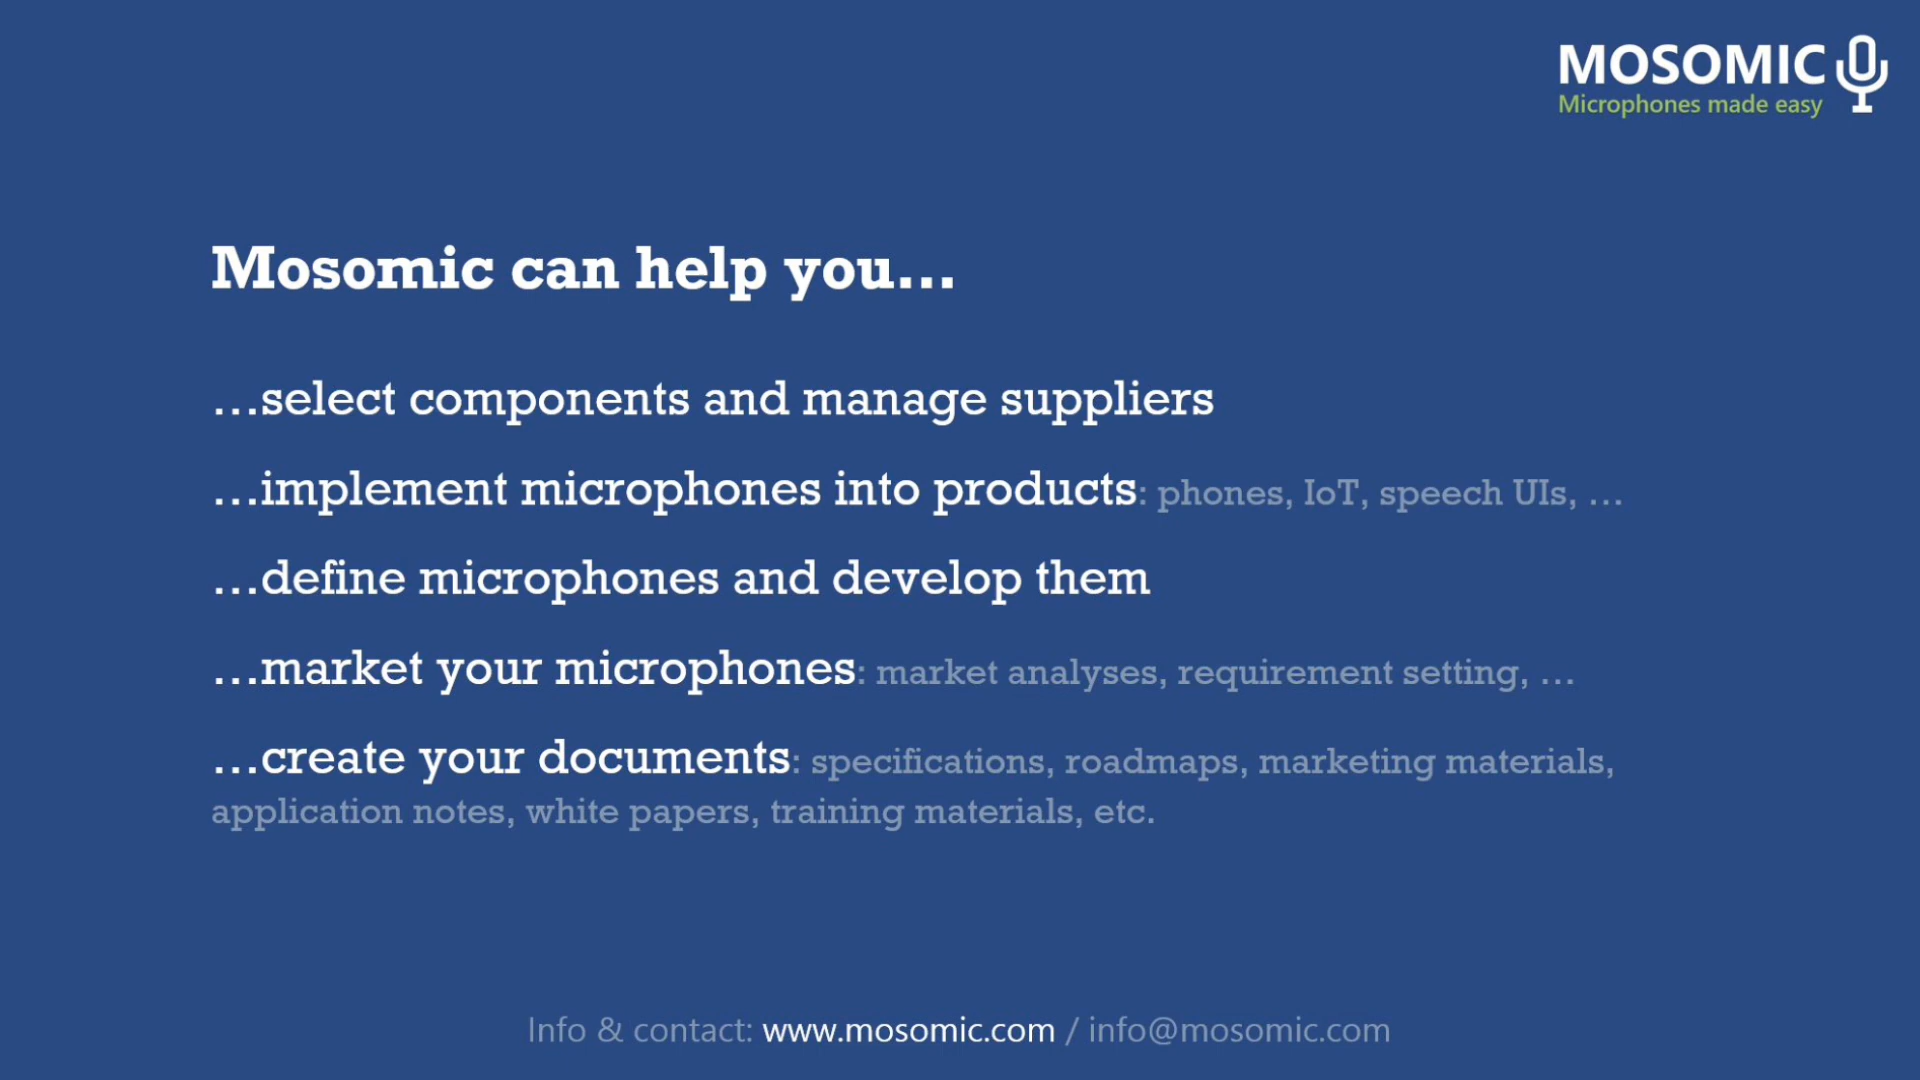 MOSOMIC
Microphones made easy
Mosomic can help you...
...select components and manage suppliers
...implement microphones into products: phones, IoT, speech UIs, ...
...define microphones and develop them
...market your microphones: market analyses, requirement setting, ...
...create your documents: specifications, roadmaps, marketing materials,
application notes, white papers, training materials, etc.
Info & contact: www.mosomic.com / info@mosomic.com